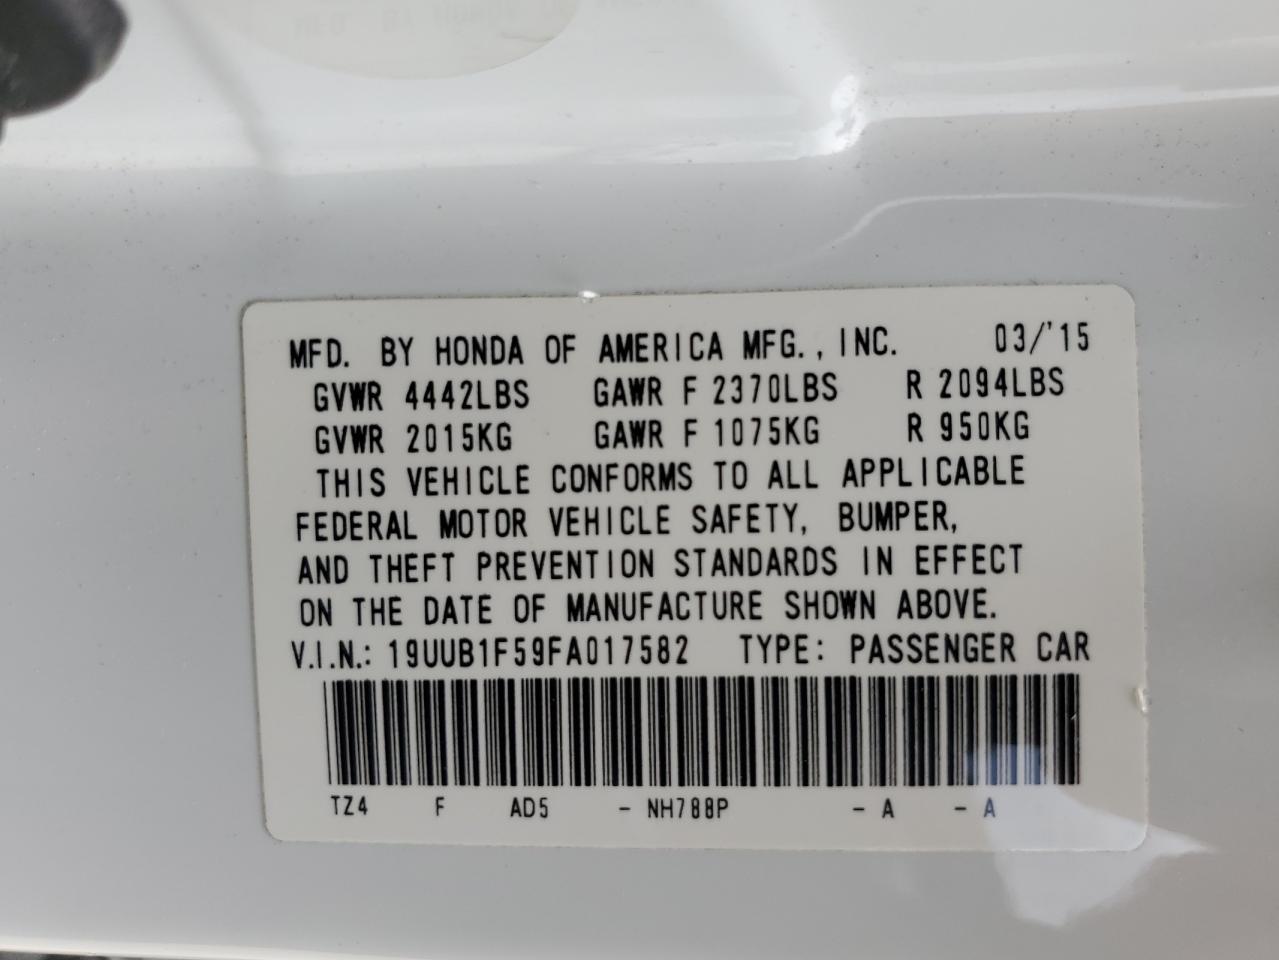 MFD. BY HONDA OF AMERICA MFG., INC. 03/'15
GVWR 4442LBS GAWR F 2370LBS R 2094LBS
GVWR 2015KG GAWR F 1075KG R 950KG
THIS VEHICLE CONFORMS TO ALL APPLICABLE
FEDERAL MOTOR VEHICLE SAFETY, BUMPER,
AND THEFT PREVENTION STANDARDS IN EFFECT
ON THE DATE OF MANUFACTURE SHOWN ABOVE.
V.I.N.: 19UUB1F59FA017582 TYPE: PASSENGER CAR
TZ4 F AD5 - NH788P - A - A